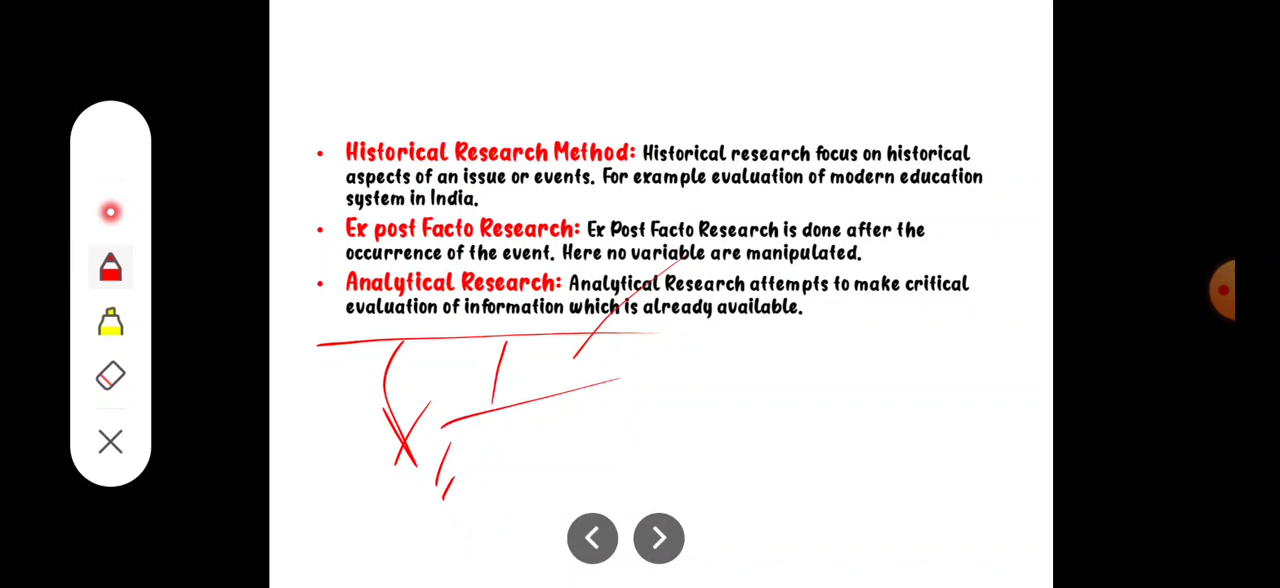 • Historical Research Method: Historical research focus on historical
aspects of an issue or events. For example evaluation of modern education
system in India.
• Ex post Facto Research: Ex Post Facto Research is done after the
occurrence of the event. Here no variable are manipulated.
• Analytical Research: Analytical Research attempts to make critical
evaluation of information which is already available.